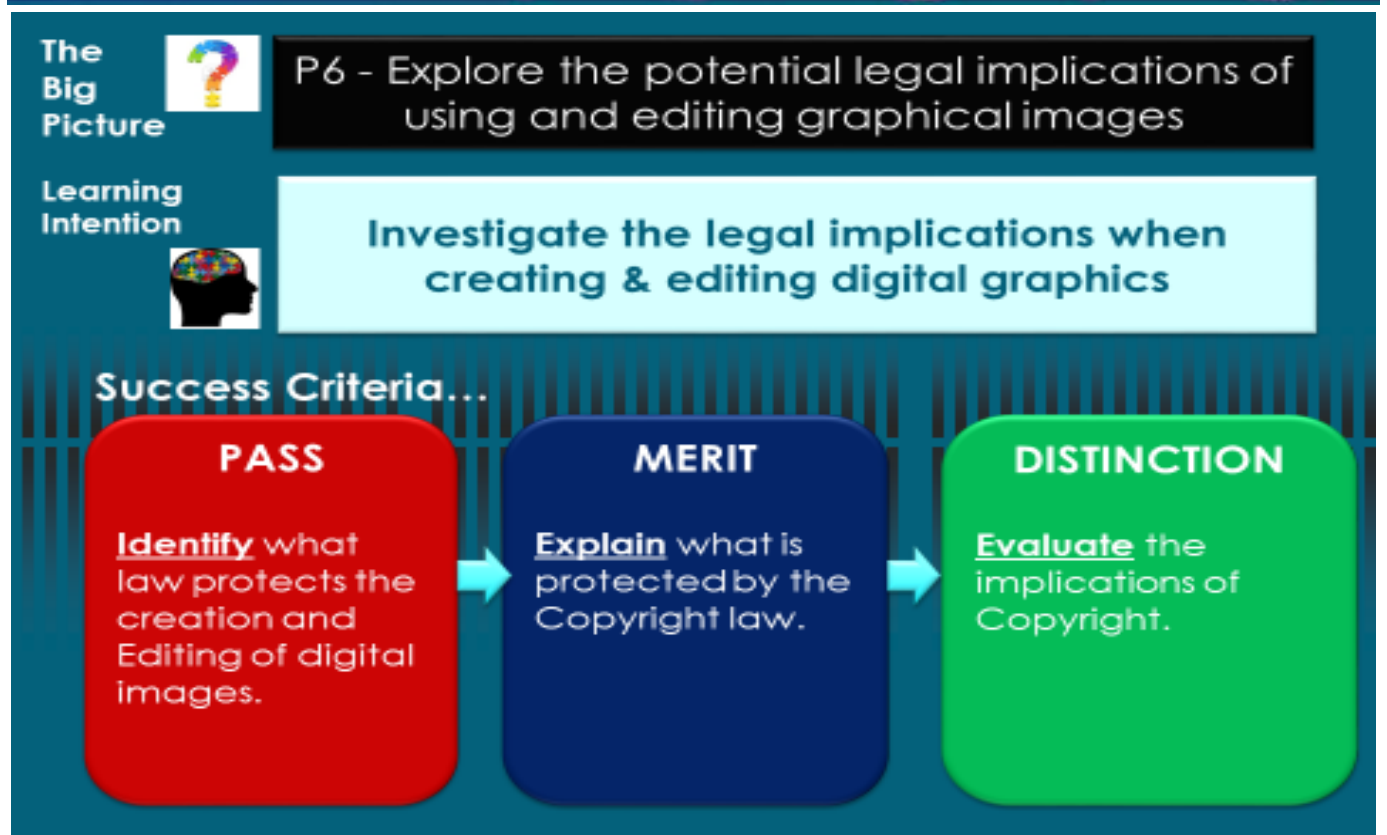 The
Big
Picture
P6 - Explore the potential legal implications of
using and editing graphical images
Learning
Intention
Investigate the legal implications when
creating & editing digital graphics
Success Criteria...
PASS
Identify what
law protects the
creation and
Editing of digital
images.
MERIT
Explain what is
protected by the
Copyright law.
DISTINCTION
Evaluate the
implications of
Copyright.